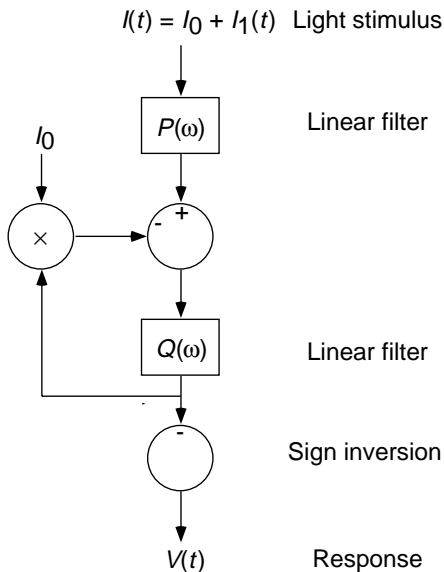 I(t) = I0 + I1(t) Light stimulus
P(ω) Linear filter
I0
- +
×
Q(ω) Linear filter
-
Sign inversion
V(t) Response